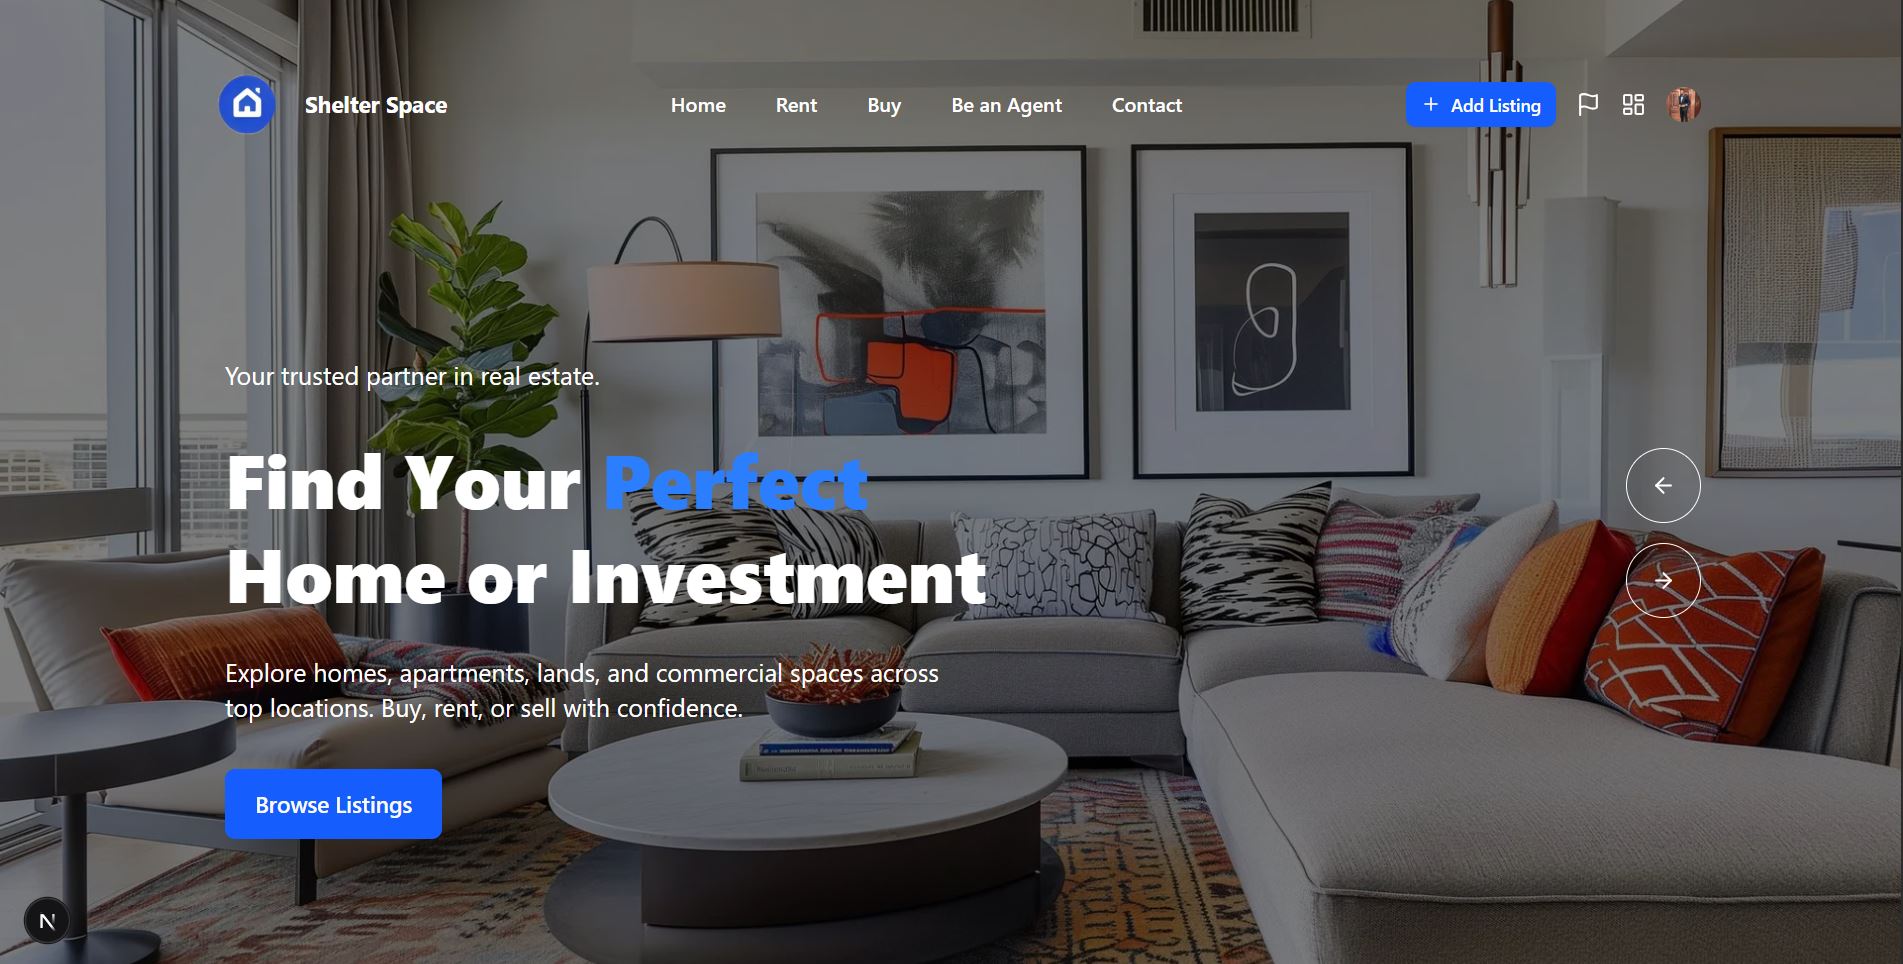 Shelter Space
Home
Rent
Buy
Be an Agent
Contact
+ Add Listing
Your trusted partner in real estate.
Find Your Perfect
Home or Investment
Explore homes, apartments, lands, and commercial spaces across
top locations. Buy, rent, or sell with confidence.
Browse Listings
N